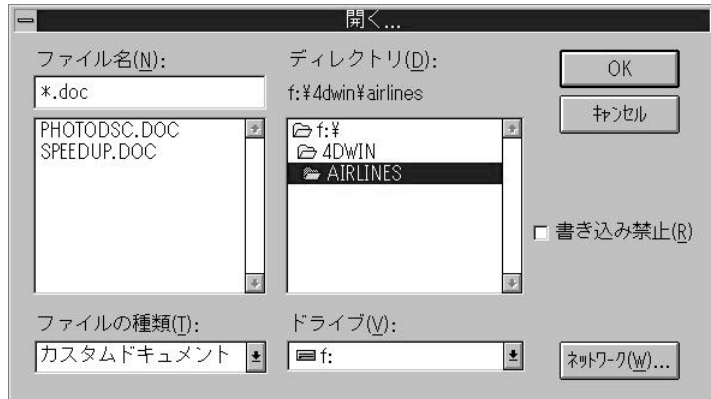 開く...
ファイル名(N):
*.doc
PHOTODSC.DOC
SPEEDUP.DOC
ファイルの種類(T):
カスタムドキュメント
ディレクトリ(D):
f:¥4dwin¥airlines
f:¥
4DWIN
AIRLINES
ドライブ(V):
f:
OK
ｷｬﾝｾﾙ
書き込み禁止(R)
ﾈｯﾄﾜｰｸ(W)...